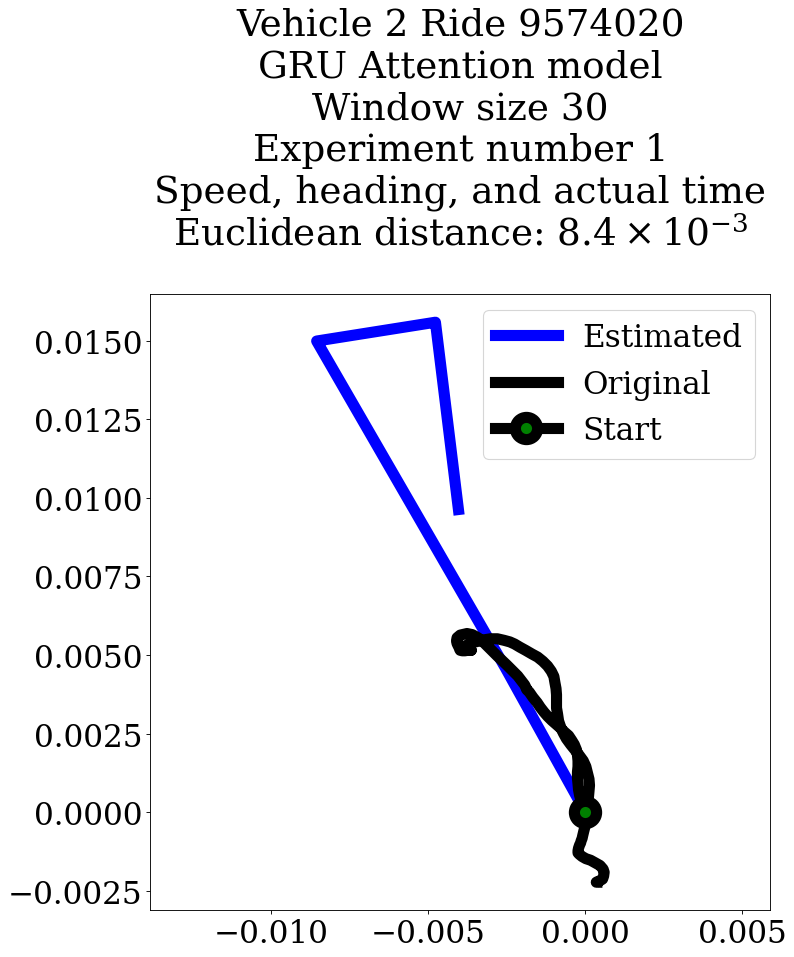 Vehicle 2 Ride 9574020
GRU Attention model
Window size 30
Experiment number 1
Speed, heading, and actual time
Euclidean distance: 8.4 × 10⁻³
Estimated
Original
Start
0.0150
0.0125
0.0100
0.0075
0.0050
0.0025
0.0000
−0.0025
−0.010 −0.005 0.000 0.005